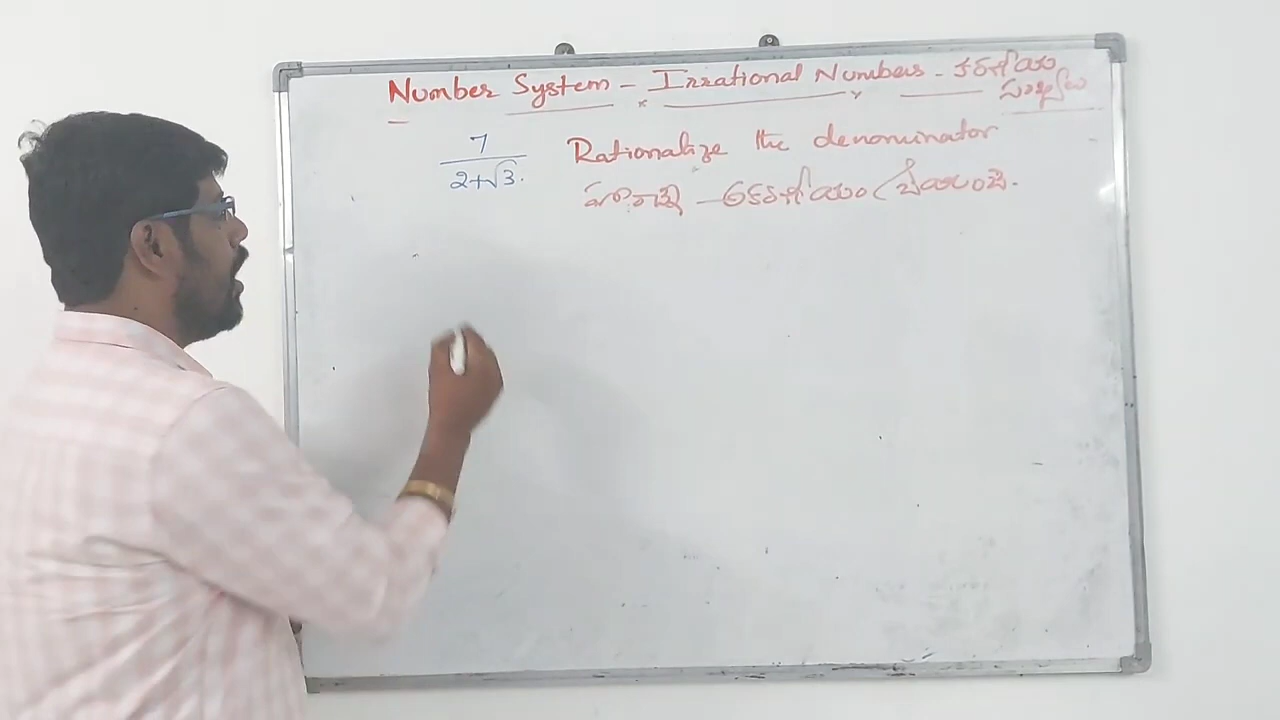 Number System - Irrational Numbers - కరణీయ
సంఖ్యలు
7
2+√3.
Rationalize the denominator
హారాన్ని అకరణీయం చేయండి.